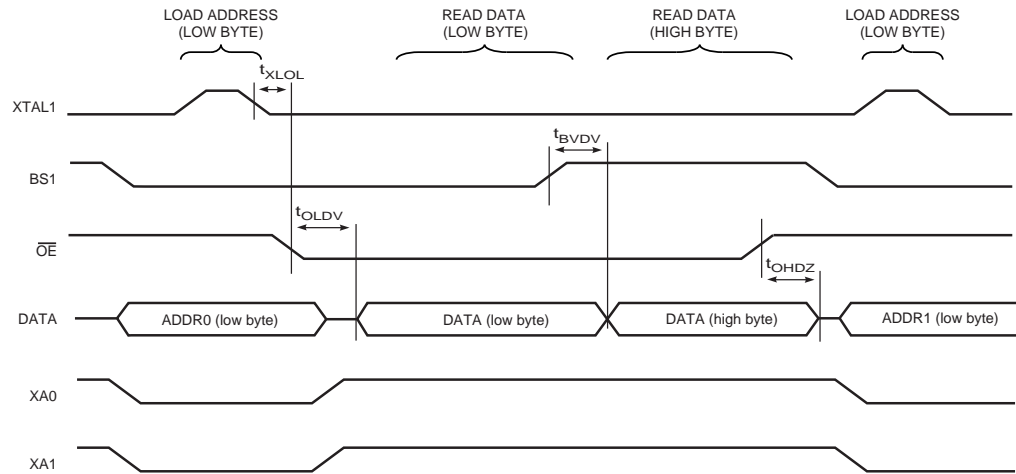 LOAD ADDRESS
(LOW BYTE)
READ DATA
(LOW BYTE)
READ DATA
(HIGH BYTE)
LOAD ADDRESS
(LOW BYTE)
tXLOL
XTAL1
tBVDV
BS1
tOLDV
OE
tOHDZ
DATA
ADDR0 (low byte)
DATA (low byte)
DATA (high byte)
ADDR1 (low byte)
XA0
XA1